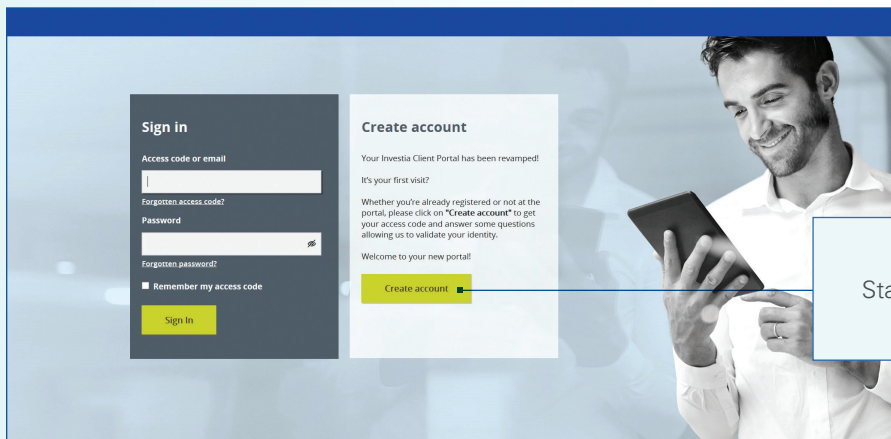 Sign in
Access code or email
Forgotten access code?
Password
Forgotten password?
Remember my access code
Sign In
Create account
Your Investia Client Portal has been revamped!
It's your first visit?
Whether you're already registered or not at the
portal, please click on "Create account" to get
your access code and answer some questions
allowing us to validate your identity.
Welcome to your new portal!
Create account